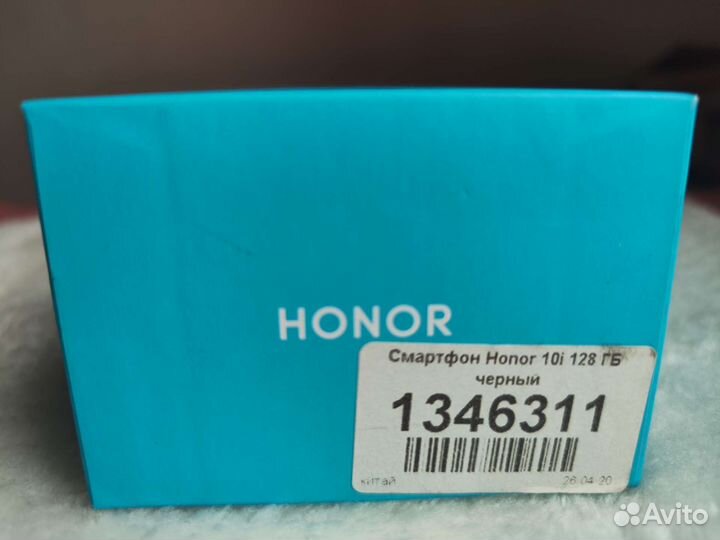 HONOR
Смартфон Honor 10i 128 ГБ
черный
1346311
китай
26 04 20
Avito